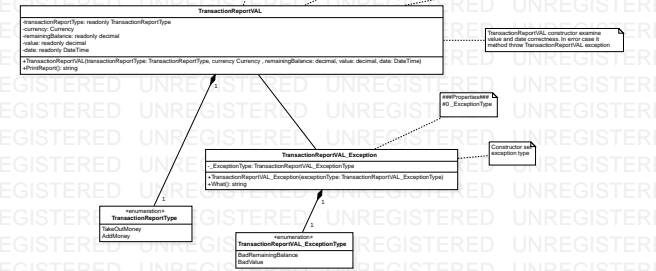 TransactionReportVAL
-transactionReportType: readonly TransactionReportType
-currency: Currency
-remainingBalance: readonly decimal
-value: readonly decimal
-date: readonly DateTime
+TransactionReportVAL(transactionReportType: TransactionReportType, currency Currency , remainingBalance: decimal, value: decimal, date: DateTime)
+PrintReport(): string
TransactionReportVAL constructor examine
value and date correctness. In error case it
method throw TransactionReportVAL exception
1
###Properties###
#0 _ExceptionType
Constructor set
exception type
TransactionReportVAL_Exception
-_ExceptionType: TransactionReportVAL_ExceptionType
+TransactionReportVAL_Exception(exceptionType: TransactionReportVAL_ExceptionType)
+What(): string
1
1
«enumeration»
TransactionReportType
TakeOutMoney
AddMoney
1
«enumeration»
TransactionReportVAL_ExceptionType
BadRemainingBalance
BadValue
UNREGISTERED